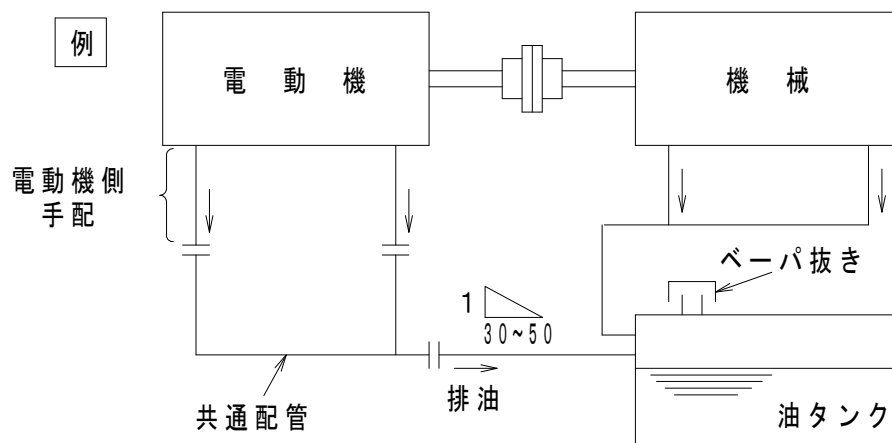 例
電動機
機械
電動機側
手配
ベーパ抜き
1
30~50
排油
共通配管
油タンク